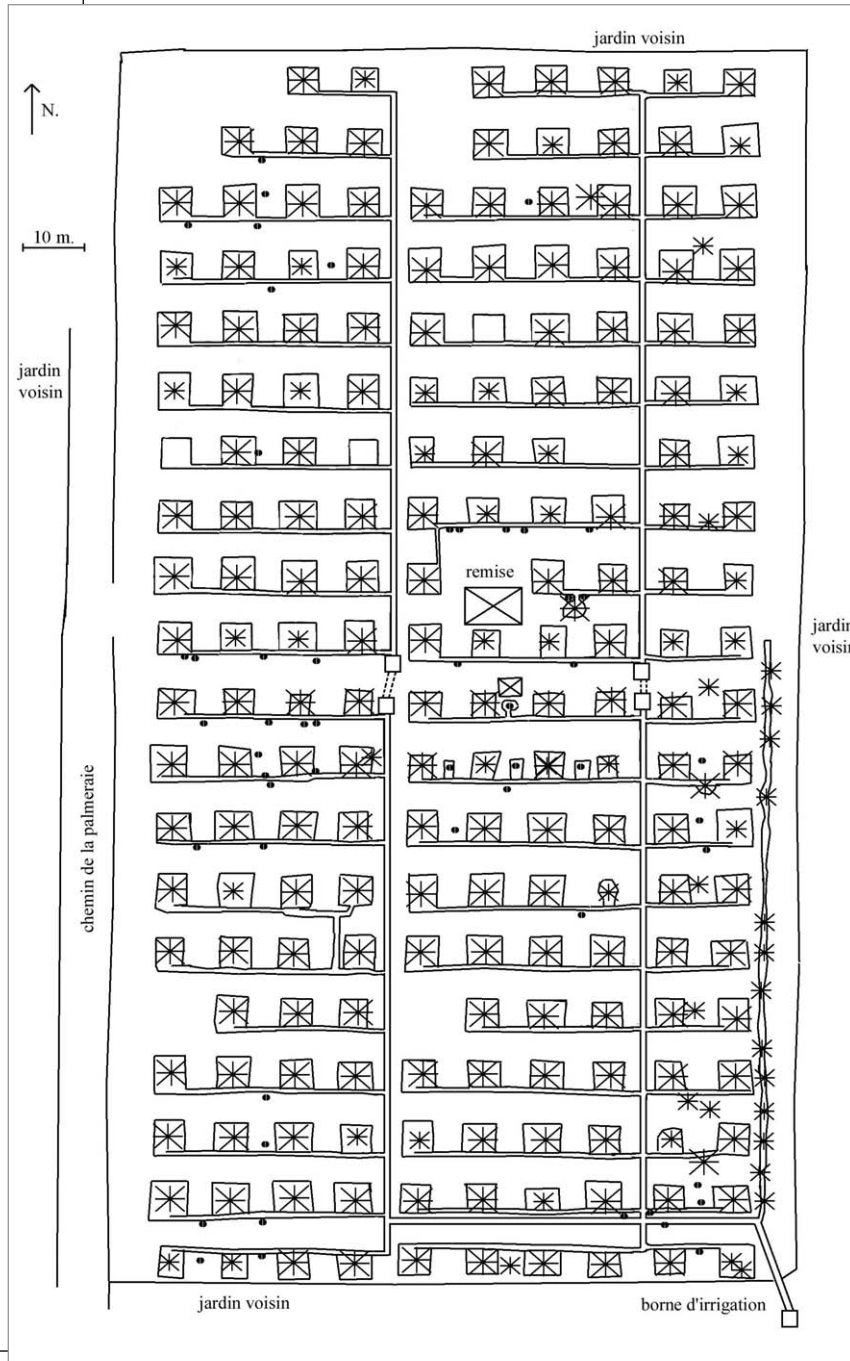 jardin voisin
N.
10 m.
jardin
voisin
remise
jardin
voisin
chemin de la palmeraie
jardin voisin
borne d'irrigation